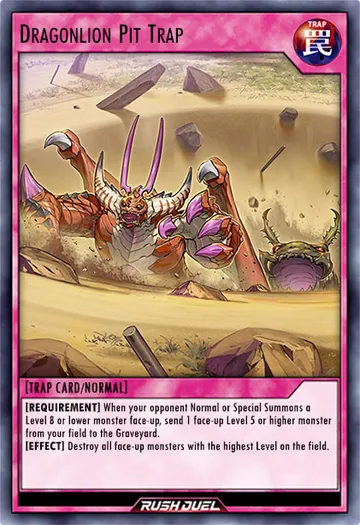 Dragonlion Pit Trap
TRAP
罠
[TRAP CARD/NORMAL]
[REQUIREMENT] When your opponent Normal or Special Summons a
Level 8 or lower monster face-up, send 1 face-up Level 5 or higher monster
from your field to the Graveyard.
[EFFECT] Destroy all face-up monsters with the highest Level on the field.
RUSH DUEL